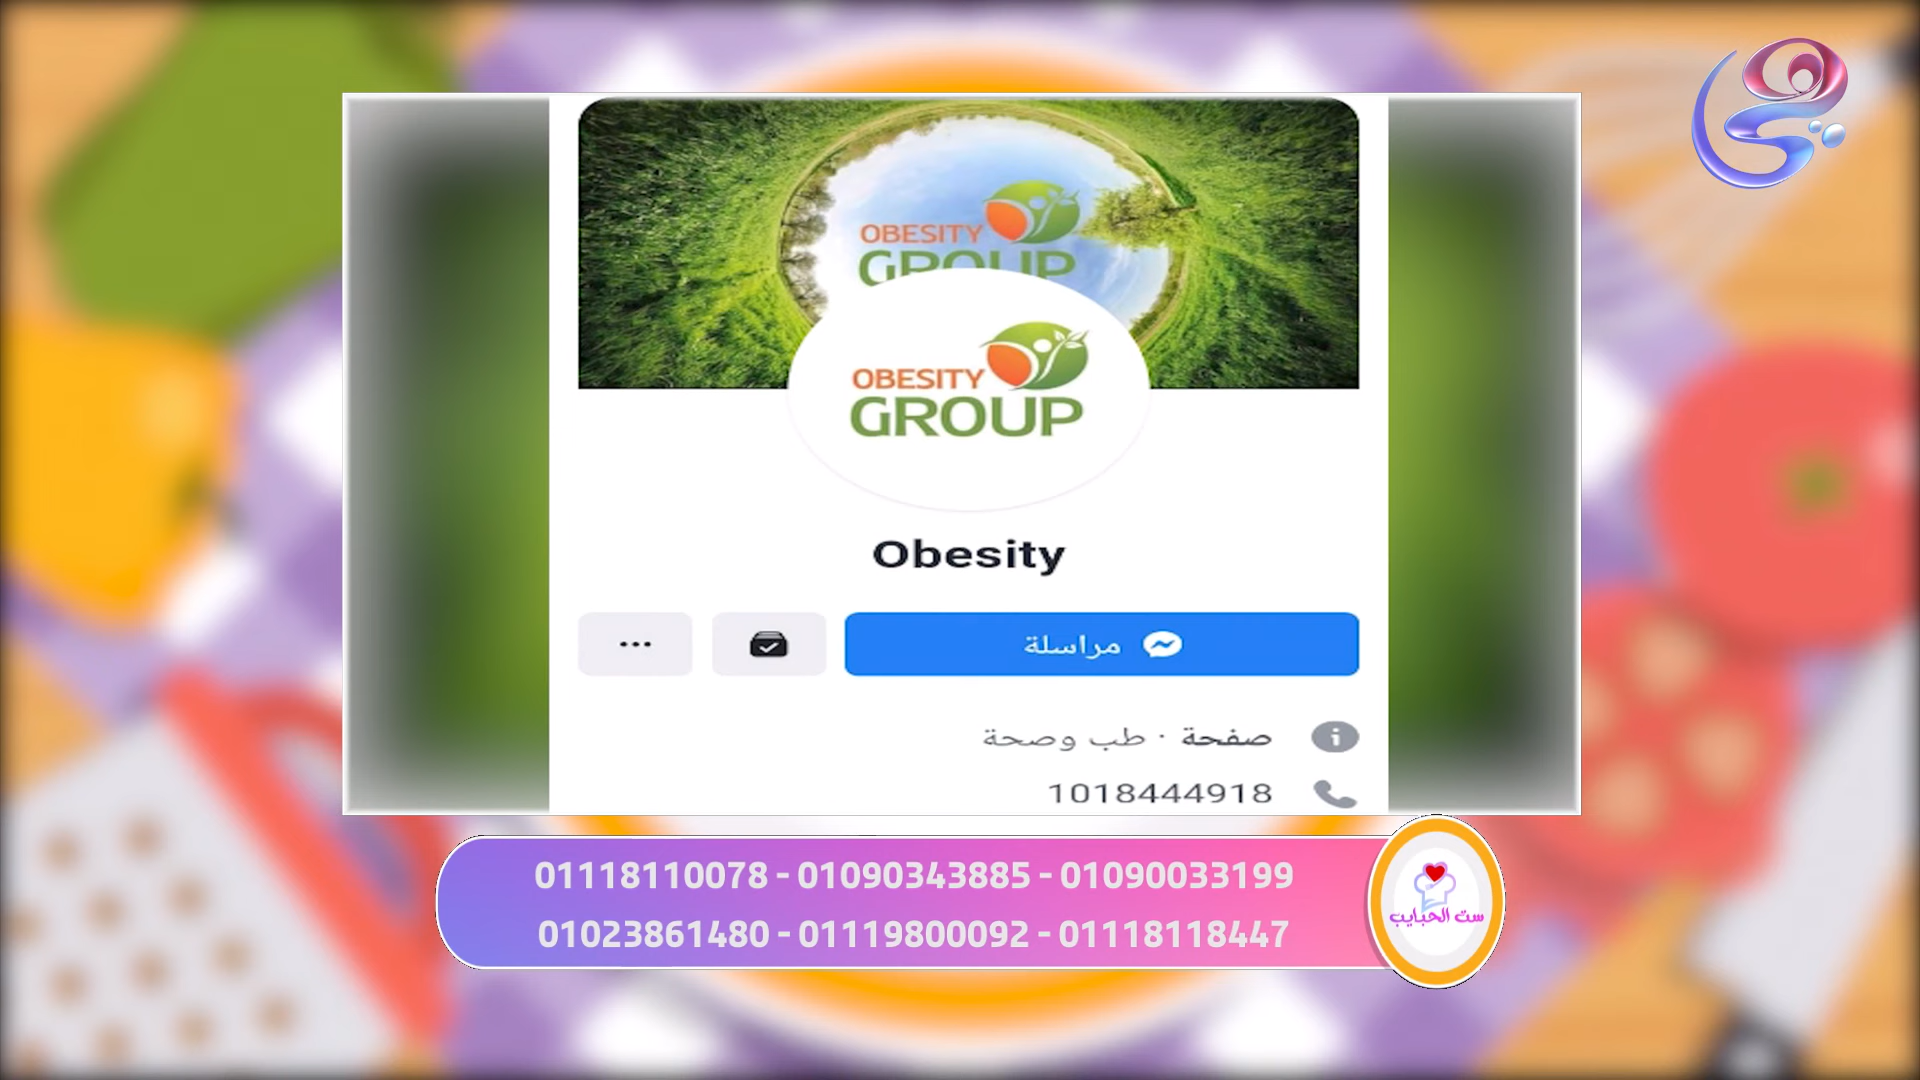 OBESITY
GROUP
OBESITY
GROUP
Obesity
مراسلة
صفحة · طب وصحة
1018444918
01118110078 - 01090343885 - 01090033199
01023861480 - 01119800092 - 01118118447
ست الحبايب